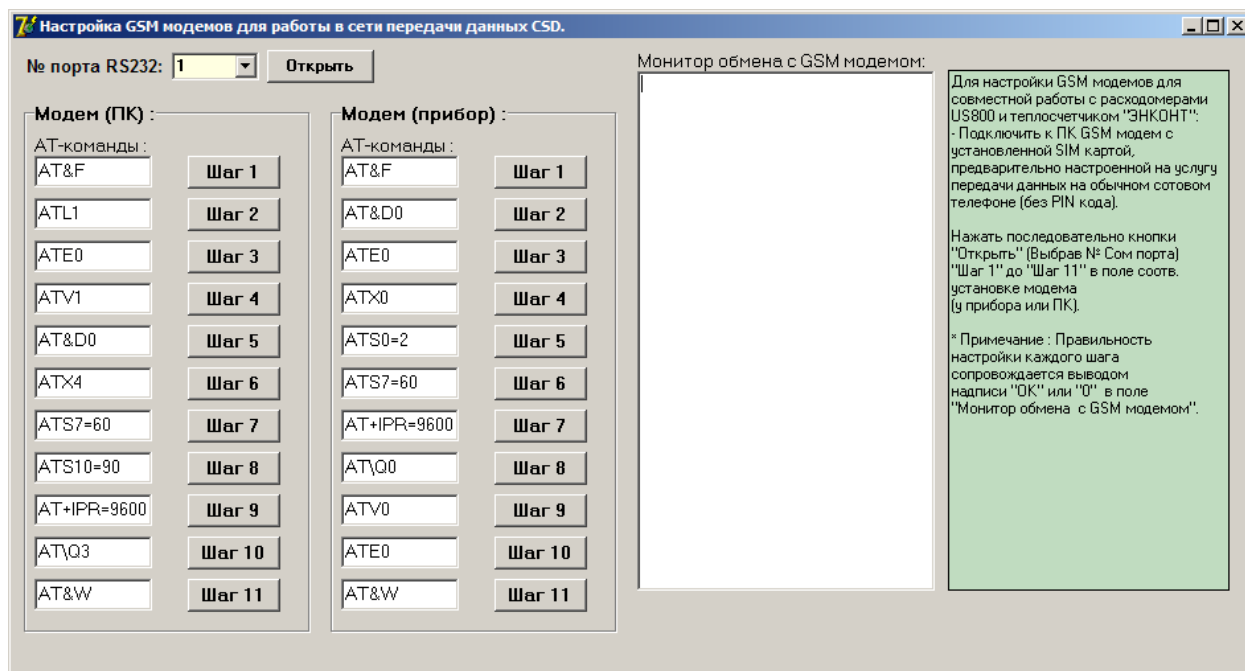 Настройка GSM модемов для работы в сети передачи данных CSD.
№ порта RS232: 1 Открыть
Монитор обмена с GSM модемом:
Модем (ПК) :
АТ-команды :
AT&F Шаг 1
ATL1 Шаг 2
ATE0 Шаг 3
ATV1 Шаг 4
AT&D0 Шаг 5
ATX4 Шаг 6
ATS7=60 Шаг 7
ATS10=90 Шаг 8
AT+IPR=9600 Шаг 9
AT\Q3 Шаг 10
AT&W Шаг 11
Модем (прибор) :
АТ-команды :
AT&F Шаг 1
AT&D0 Шаг 2
ATE0 Шаг 3
ATX0 Шаг 4
ATS0=2 Шаг 5
ATS7=60 Шаг 6
AT+IPR=9600 Шаг 7
AT\Q0 Шаг 8
ATV0 Шаг 9
ATE0 Шаг 10
AT&W Шаг 11
Для настройки GSM модемов для
совместной работы с расходомерами
US800 и теплосчетчиком "ЭНКОНТ":
- Подключить к ПК GSM модем с
установленной SIM картой,
предварительно настроенной на услугу
передачи данных на обычном сотовом
телефоне (без PIN кода).
Нажать последовательно кнопки
"Открыть" (Выбрав № Сом порта)
"Шаг 1" до "Шаг 11" в поле соотв.
установке модема
(у прибора или ПК).
* Примечание : Правильность
настройки каждого шага
сопровождается выводом
надписи "OK" или "0" в поле
"Монитор обмена с GSM модемом".